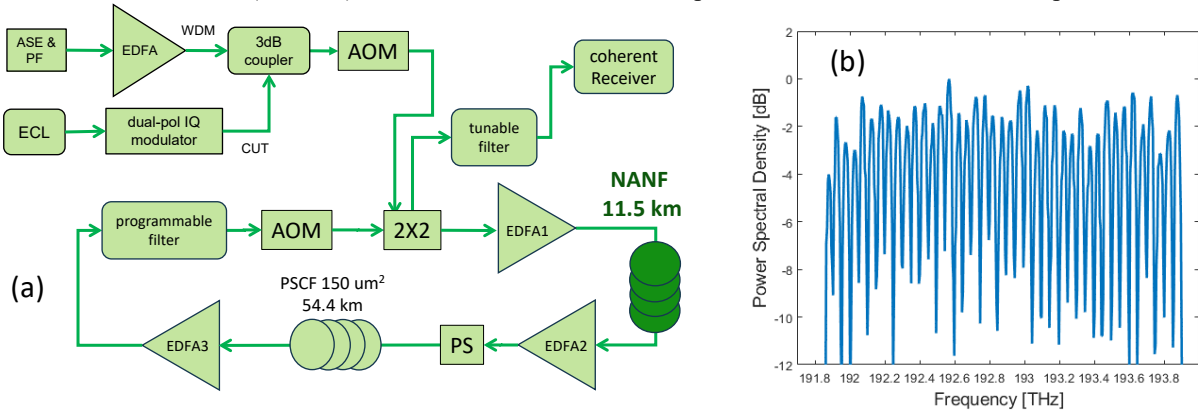 ASE &
PF
EDFA
WDM
3dB
coupler
AOM
coherent
Receiver
ECL
dual-pol IQ
modulator
CUT
tunable
filter
NANF
11.5 km
programmable
filter
AOM
2X2
EDFA1
(a)
PSCF 150 um²
54.4 km
EDFA3
PS
EDFA2
(b)
Power Spectral Density [dB]
2
0
-2
-4
-6
-8
-10
-12
191.8 192 192.2 192.4 192.6 192.8 193 193.2 193.4 193.6 193.8
Frequency [THz]